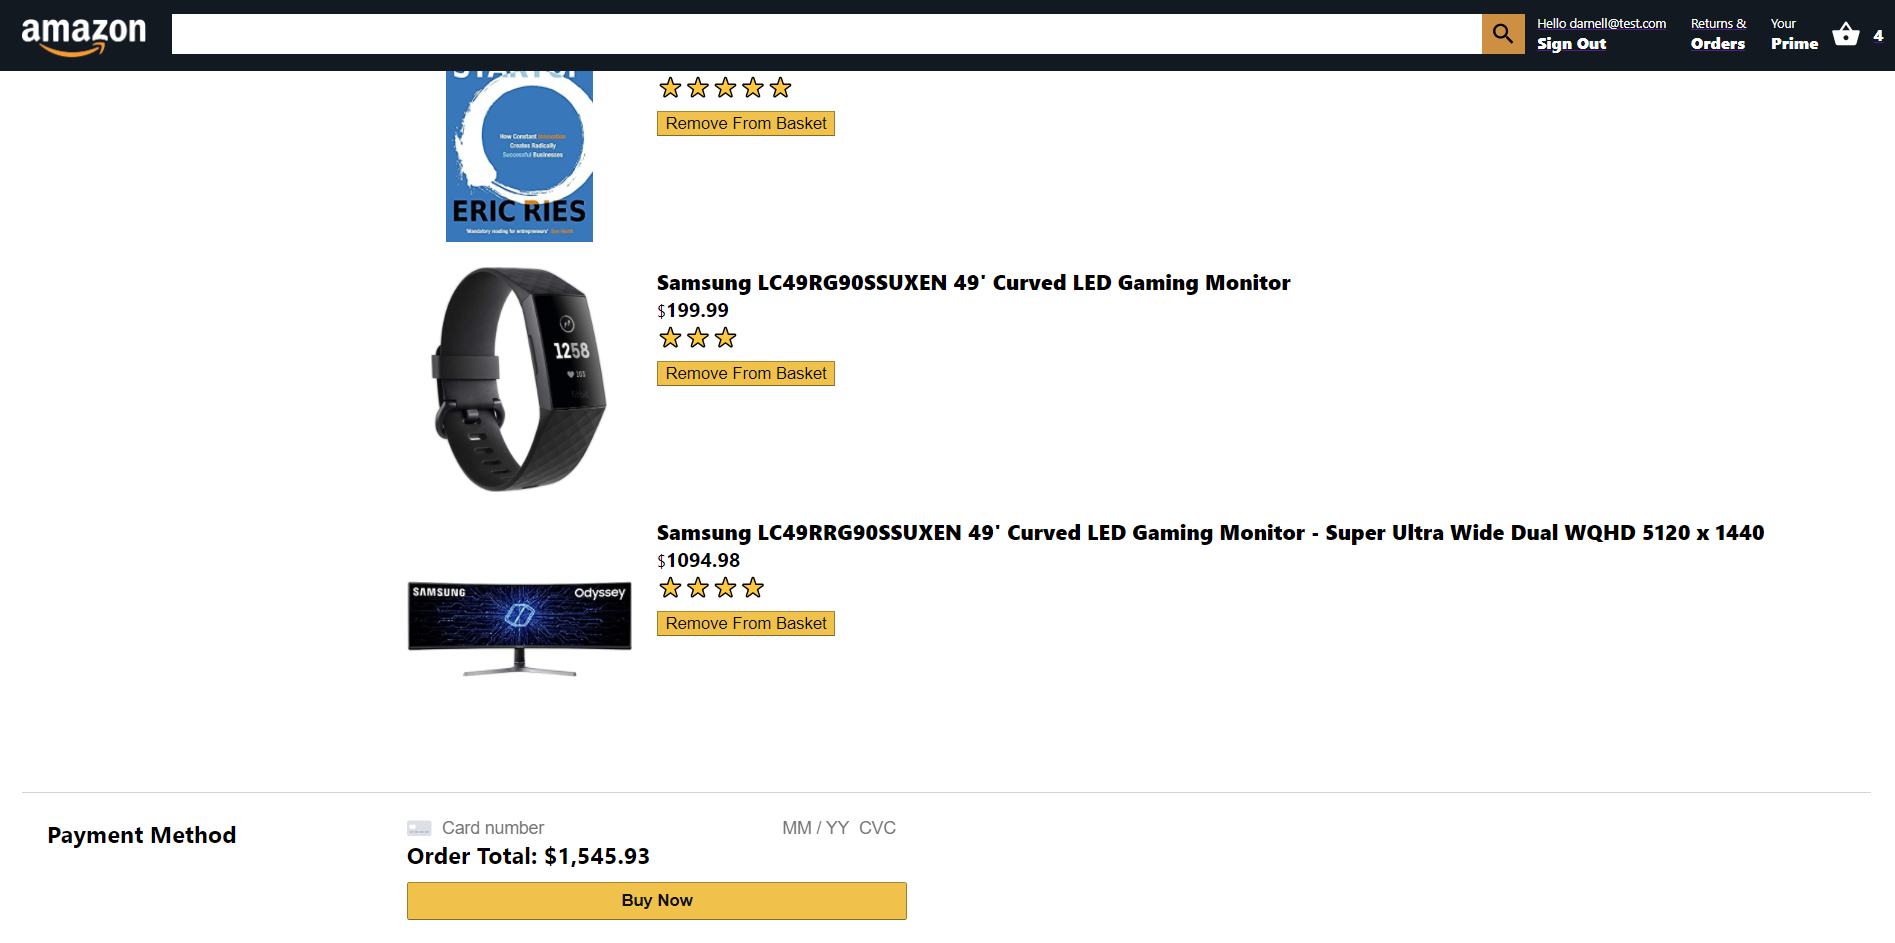 amazon
Hello darnell@test.com
Sign Out
Returns &
Orders
Your
Prime
4
STARTUP
How Constant Innovation
Creates Radically
Successful Businesses
ERIC RIES
'Mandatory reading for entrepreneurs'
Remove From Basket
Samsung LC49RG90SSUXEN 49' Curved LED Gaming Monitor
$199.99
Remove From Basket
1258
103
fitbit
Samsung LC49RRG90SSUXEN 49' Curved LED Gaming Monitor - Super Ultra Wide Dual WQHD 5120 x 1440
$1094.98
Remove From Basket
SAMSUNG
Odyssey
Payment Method
Card number
MM / YY CVC
Order Total: $1,545.93
Buy Now